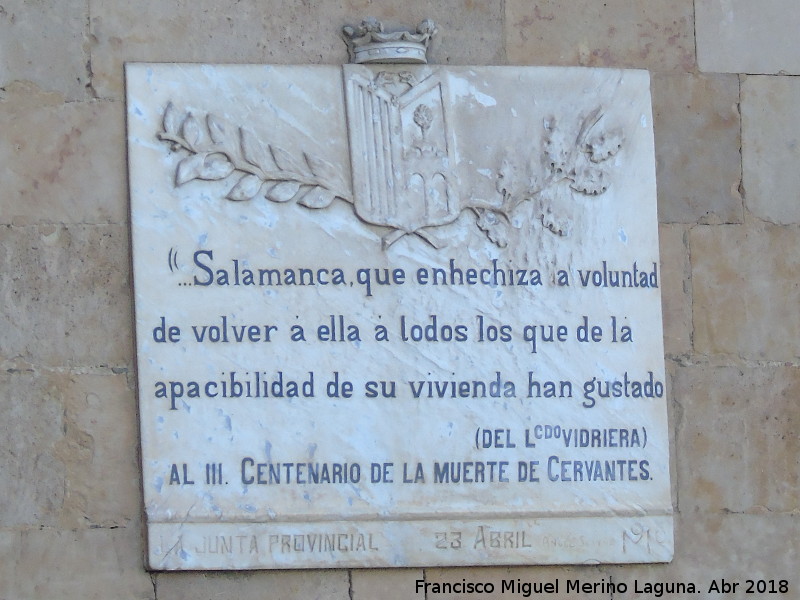 “...Salamanca, que enhechiza la voluntad
de volver á ella á todos los que de la
apacibilidad de su vivienda han gustado
(DEL LCDO VIDRIERA)
AL III. CENTENARIO DE LA MUERTE DE CERVANTES.
LA JUNTA PROVINCIAL 23 ABRIL
Francisco Miguel Merino Laguna. Abr 2018